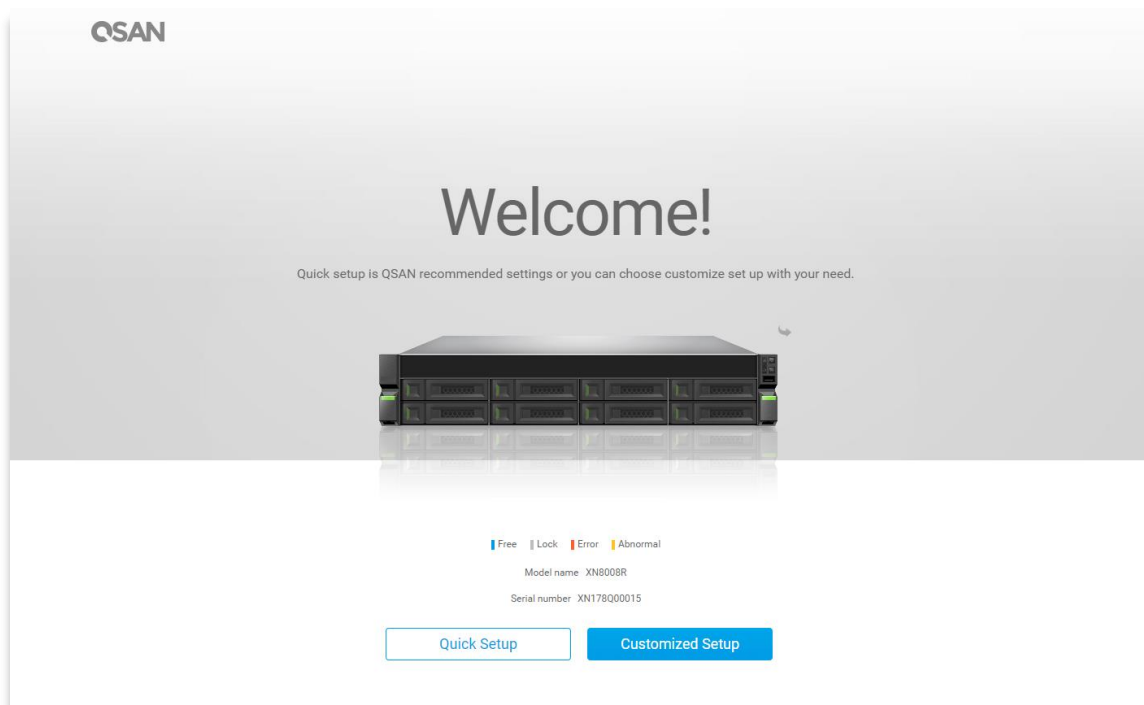 QSAN
Welcome!
Quick setup is QSAN recommended settings or you can choose customize set up with your need.
Free Lock Error Abnormal
Model name XN8008R
Serial number XN178Q00015
Quick Setup Customized Setup